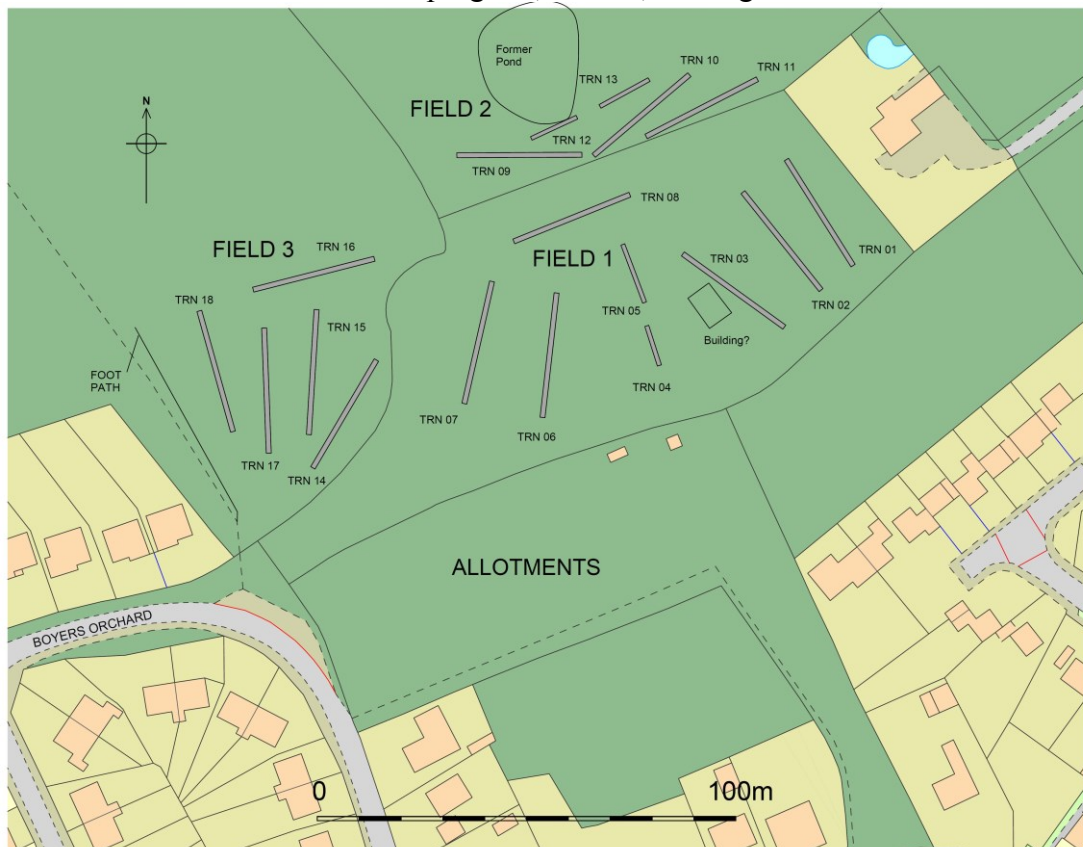 Former
Pond
TRN 10
TRN 11
TRN 13
FIELD 2
TRN 12
TRN 09
N
TRN 08
FIELD 3
TRN 16
FIELD 1
TRN 03
TRN 01
TRN 18
TRN 02
TRN 05
TRN 15
Building?
TRN 04
FOOT
PATH
TRN 07
TRN 06
TRN 17
TRN 14
ALLOTMENTS
BOYERS ORCHARD
0
100m